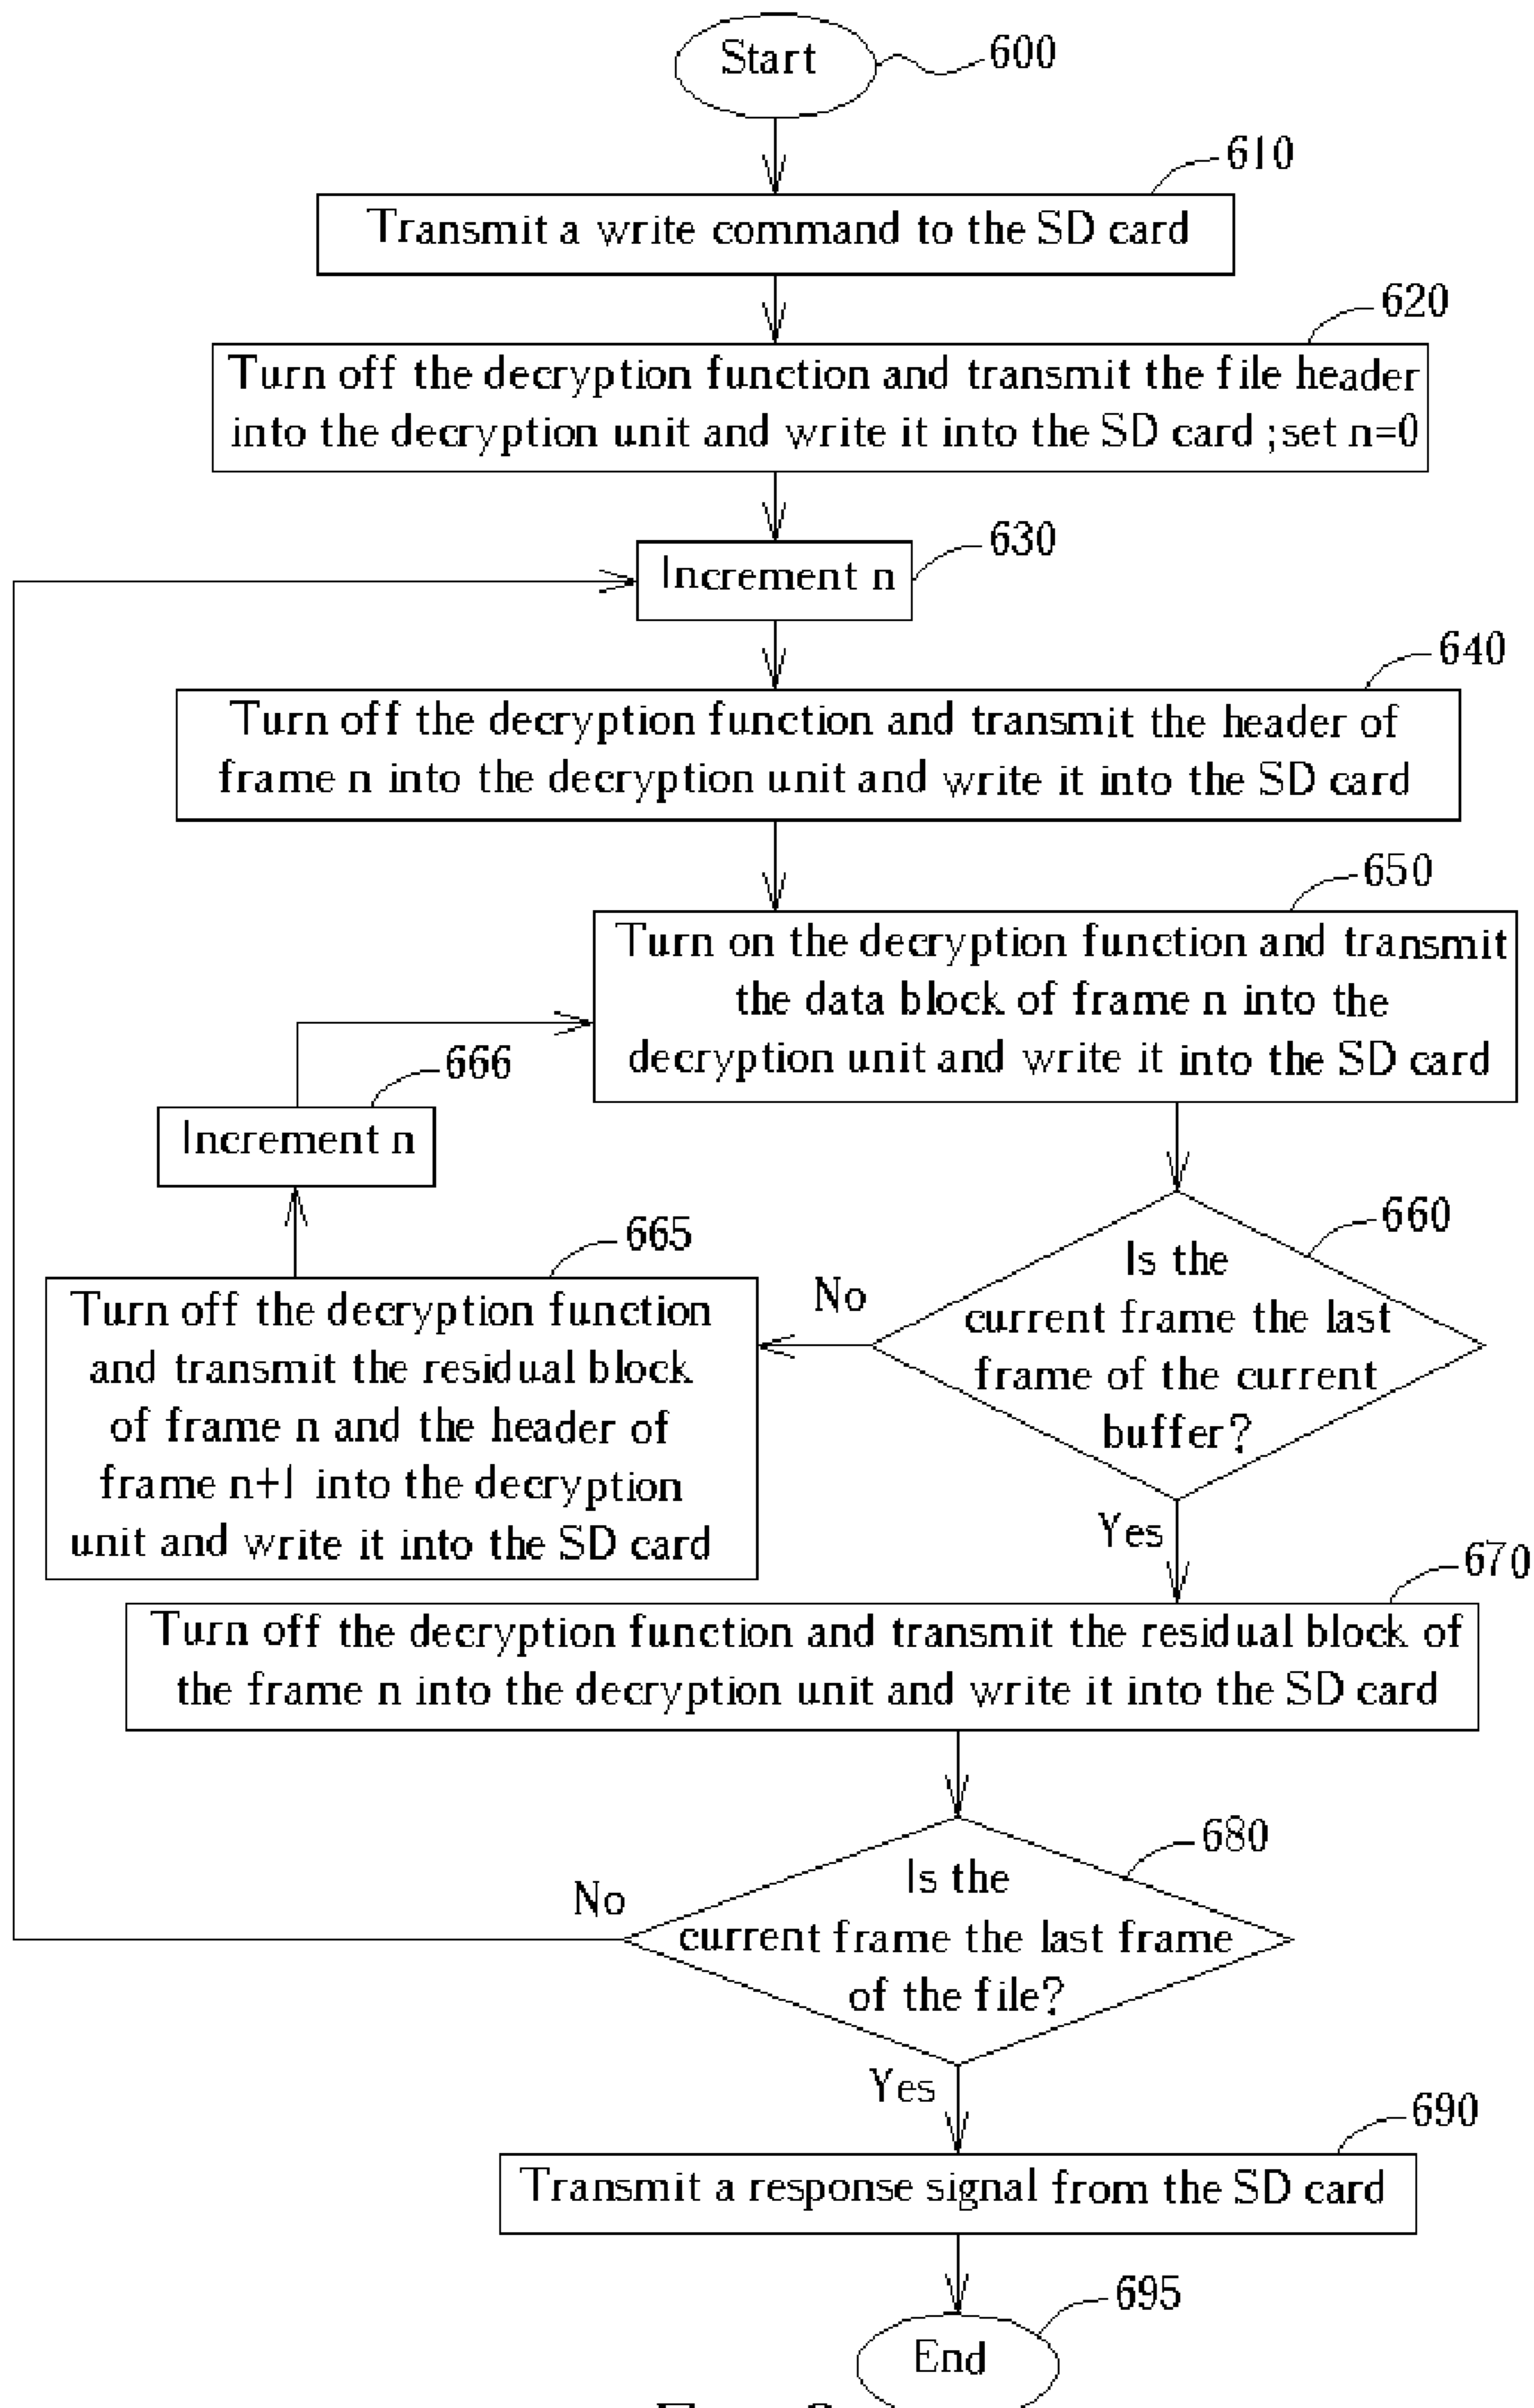 Start
600
610
Transmit a write command to the SD card
620
Turn off the decryption function and transmit the file header
into the decryption unit and write it into the SD card ;set n=0
630
Increment n
640
Turn off the decryption function and transmit the header of
frame n into the decryption unit and write it into the SD card
650
Turn on the decryption function and transmit
the data block of frame n into the
decryption unit and write it into the SD card
666
Increment n
660
Is the
current frame the last
frame of the current
buffer?
No
665
Turn off the decryption function
and transmit the residual block
of frame n and the header of
frame n+1 into the decryption
unit and write it into the SD card
Yes
670
Turn off the decryption function and transmit the residual block of
the frame n into the decryption unit and write it into the SD card
680
Is the
current frame the last frame
of the file?
No
Yes
690
Transmit a response signal from the SD card
695
End